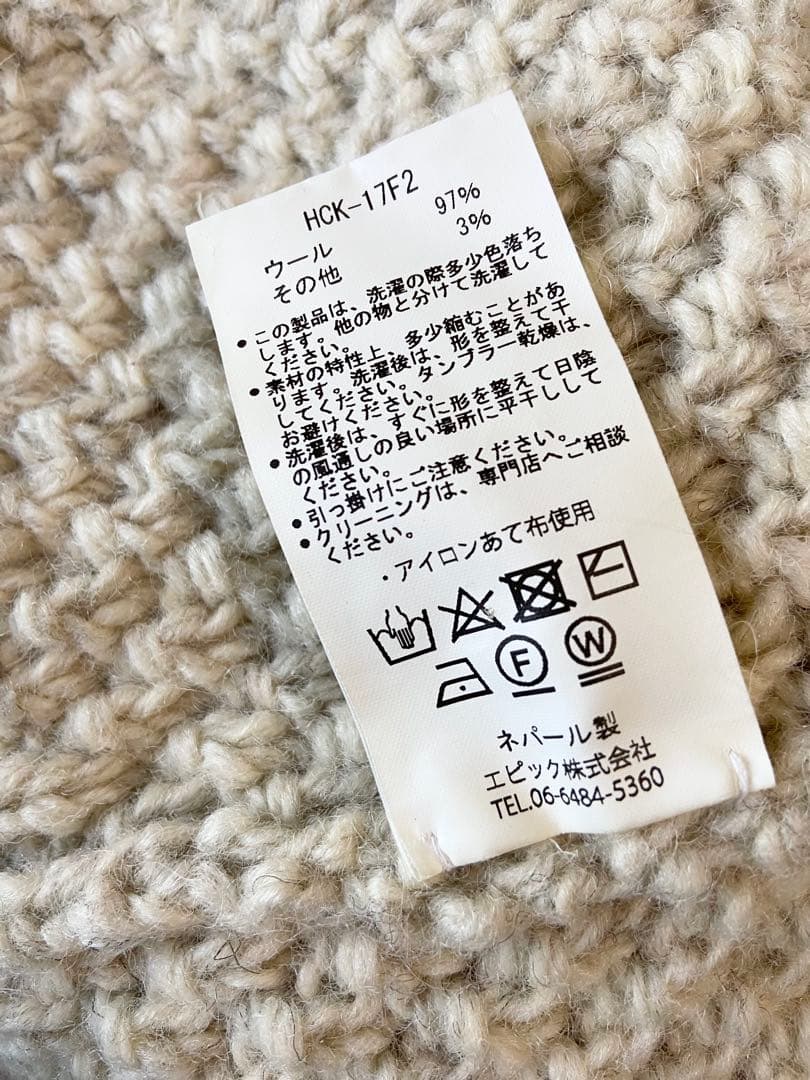 HCK-17F2
ウール 97%
その他 3%
●この製品は、洗濯の際多少色落ち
します。他の物と分けて洗濯して
ください。
●素材の特性上、多少縮むことがあ
ります。洗濯後は、形を整えて干
してください。タンブラー乾燥は、
お避けください。
●洗濯後は、すぐに形を整えて日陰
の風通しの良い場所に平干しして
ください。
●引っ掛けにご注意ください。
●クリーニングは、専門店へご相談
ください。
・アイロンあて布使用
F W
ネパール製
エピック株式会社
TEL.06-6484-5360